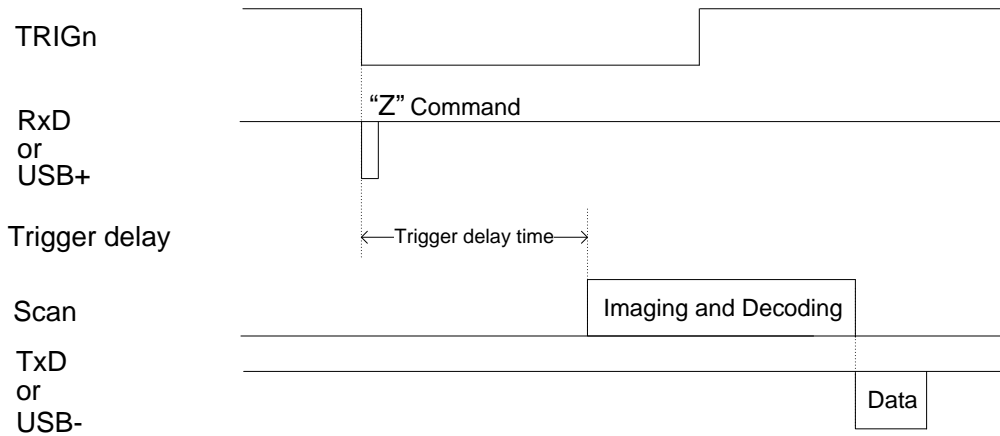 TRIGn
“Z” Command
RxD
or
USB+
Trigger delay
Trigger delay time
Scan
Imaging and Decoding
TxD
or
USB-
Data